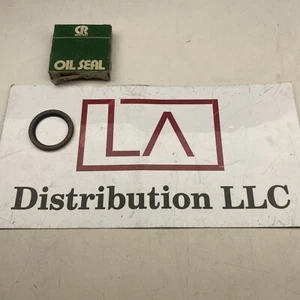 CR
OIL SEAL
LA
Distribution LLC